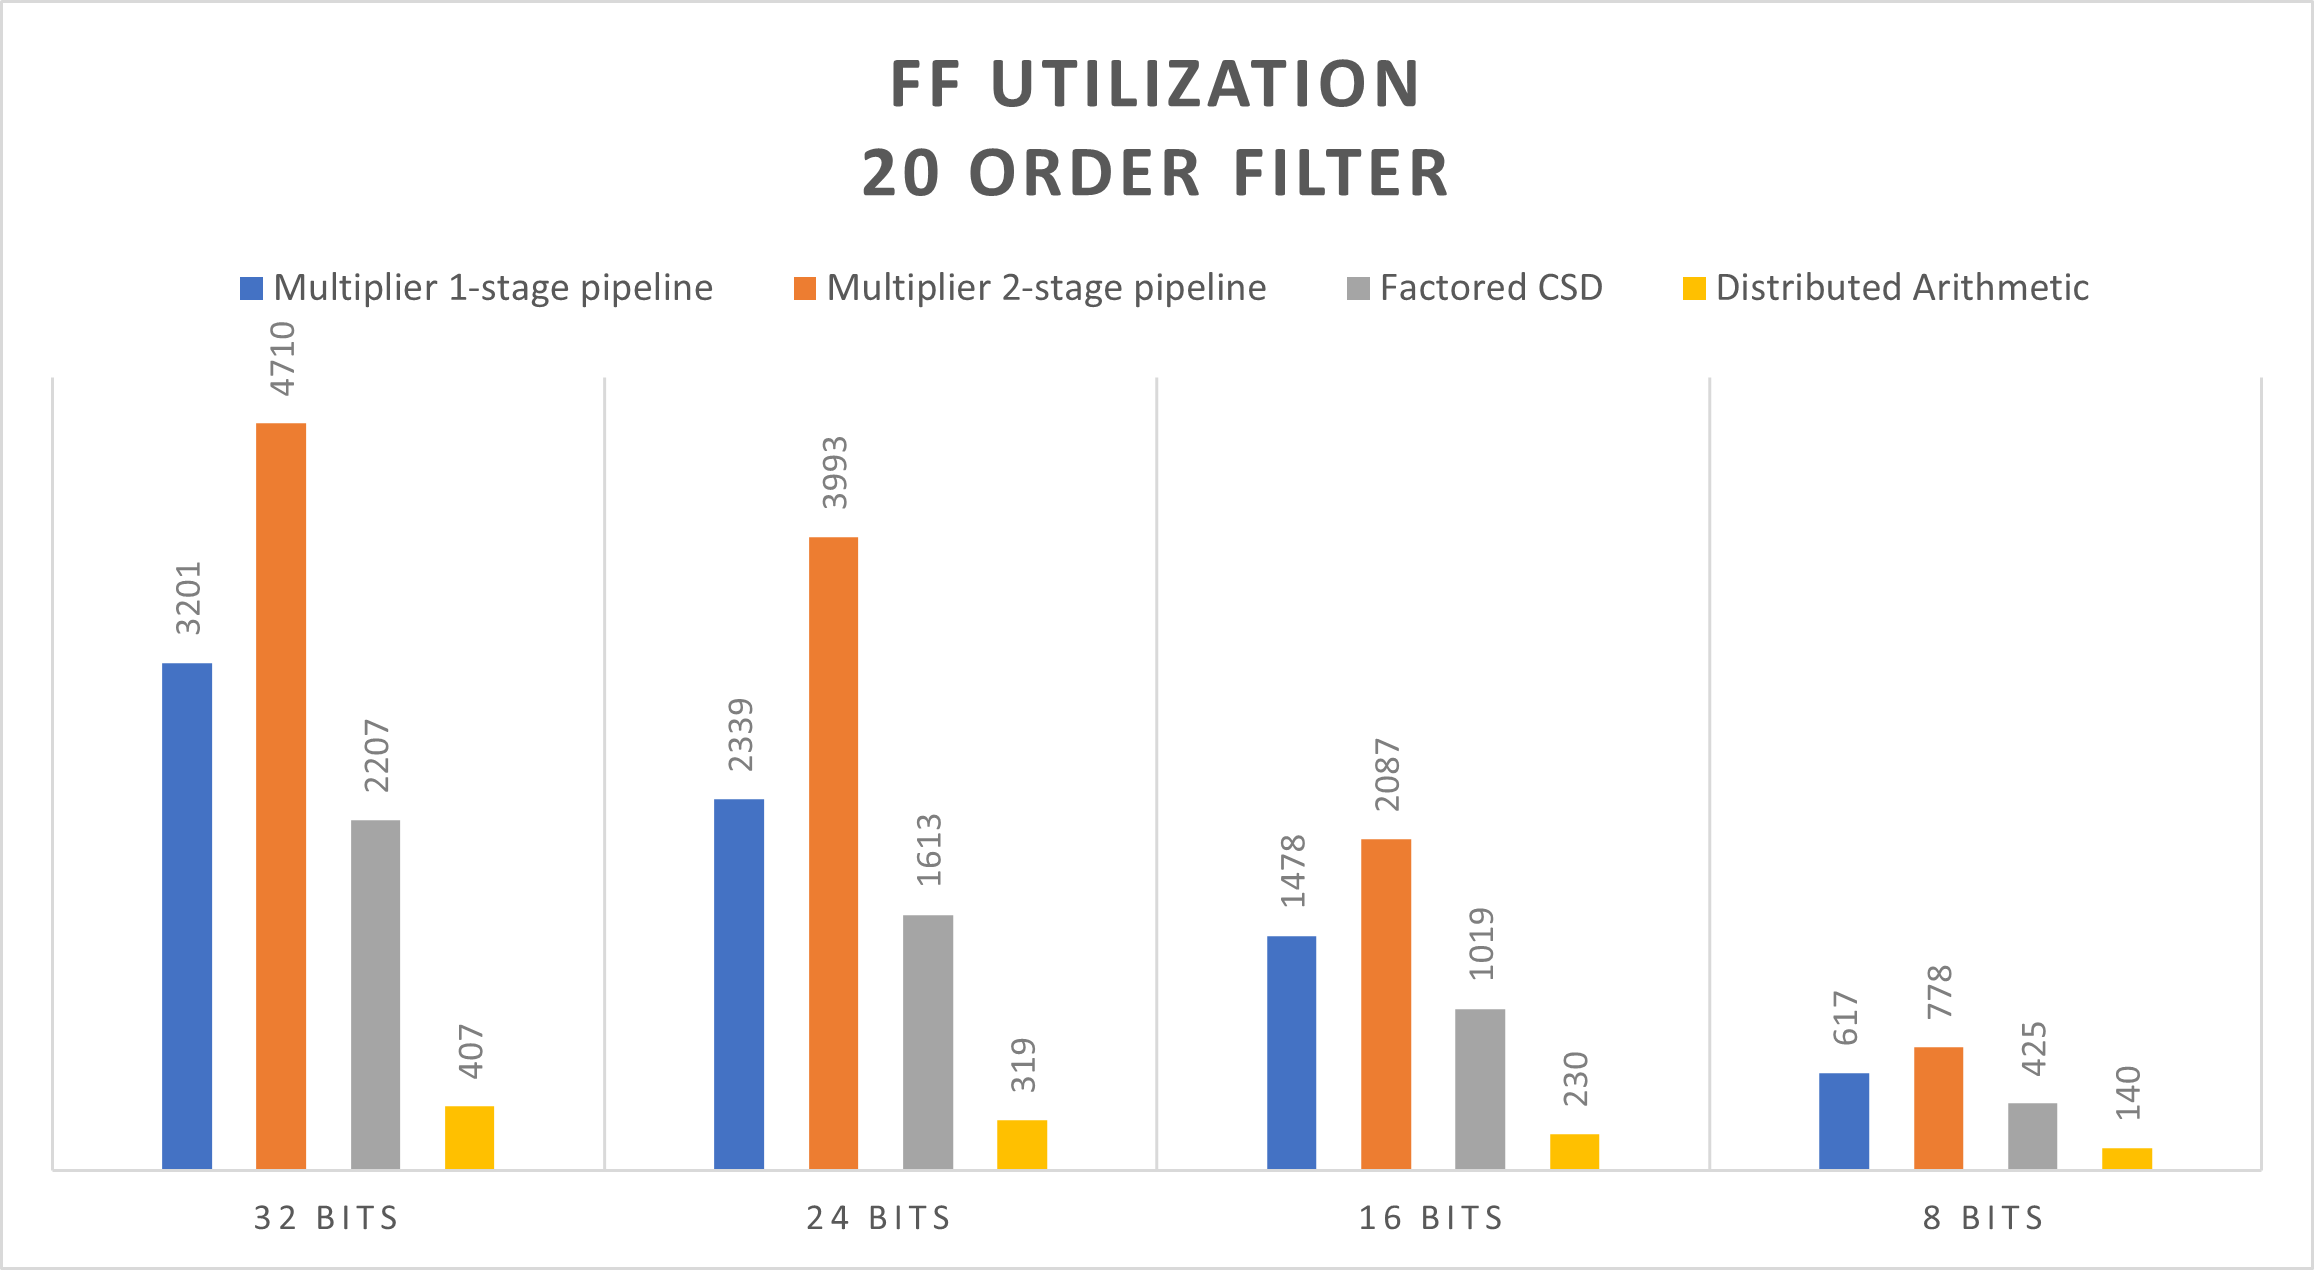 FF UTILIZATION
20 ORDER FILTER
Multiplier 1-stage pipeline
Multiplier 2-stage pipeline
Factored CSD
Distributed Arithmetic
3201
4710
2207
407
2339
3993
1613
319
1478
2087
1019
230
617
778
425
140
32 BITS
24 BITS
16 BITS
8 BITS